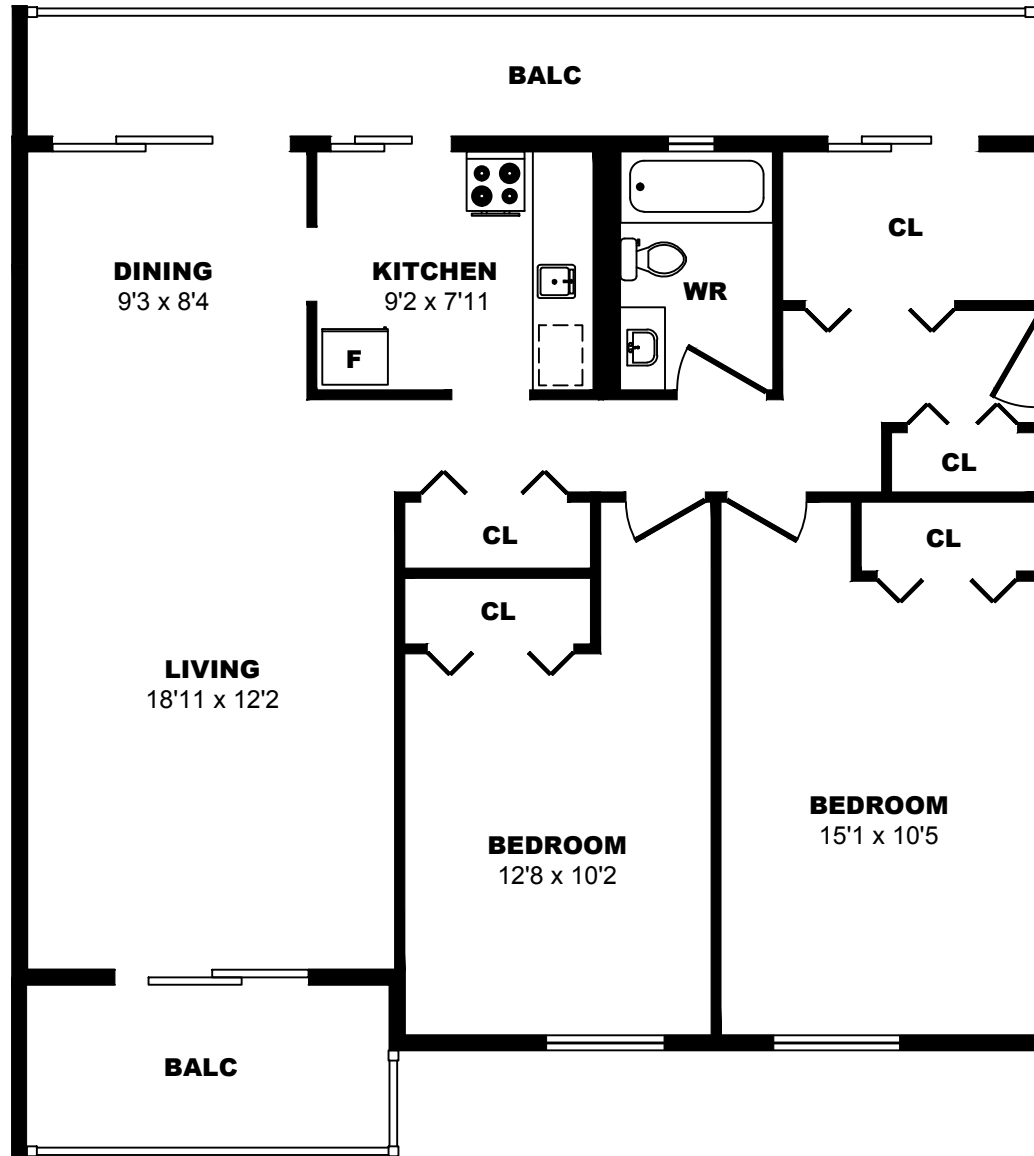 BALC
CL
DINING
9'3 x 8'4
KITCHEN
9'2 x 7'11
WR
F
CL
CL
CL
CL
LIVING
18'11 x 12'2
BEDROOM
15'1 x 10'5
BEDROOM
12'8 x 10'2
BALC